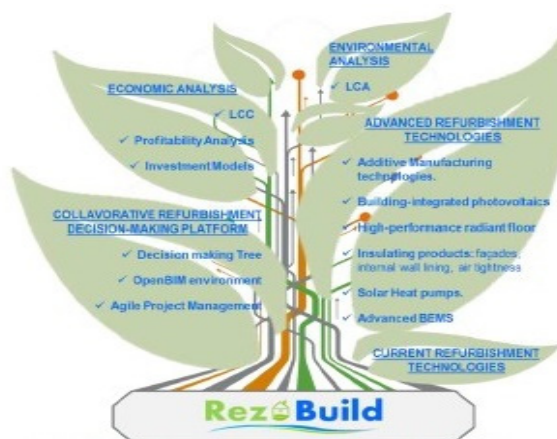 ENVIRONMENTAL
ANALYSIS
✓ LCA
ECONOMIC ANALYSIS
✓ LCC
✓ Profitability Analysis
✓ Investment Models
ADVANCED REFURBISHMENT
TECHNOLOGIES
✓ Additive Manufacturing
technologies.
✓ Building-integrated photovoltaics
✓ High-performance radiant floor
✓ Insulating products: façades,
internal wall lining, air tightness
✓ Solar Heat pumps.
✓ Advanced BEMS
COLLAVORATIVE REFURBISHMENT
DECISION-MAKING PLATFORM
✓ Decision making Tree
✓ OpenBIM environment
✓ Agile Project Management
CURRENT REFURBISHMENT
TECHNOLOGIES
RezBuild